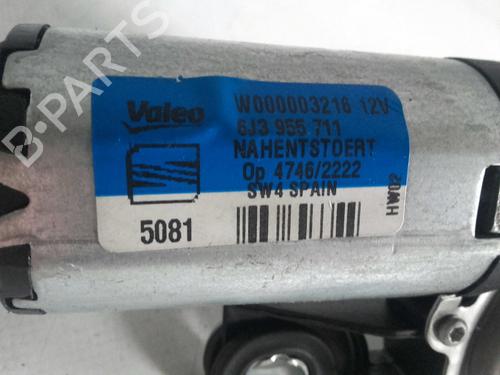 B-PARTS
Valeo
W000003216 12V
6J3 955 711
NAHENTSTOERT
Op 4746/2222
SW4 SPAIN
5081
HW02